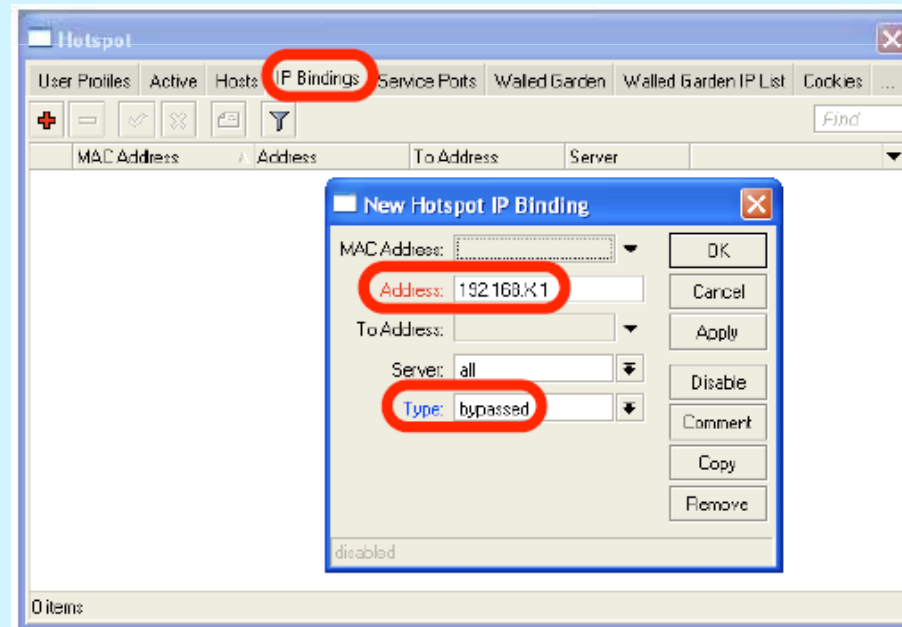 Hotspot
User Profiles Active Hosts IP Bindings Service Ports Walled Garden Walled Garden IP List Cookies ...
Find
MAC Address Address To Address Server
New Hotspot IP Binding
MAC Address:
OK
Address: 192.168.X.1
Cancel
To Address:
Apply
Server: all
Disable
Type: bypassed
Comment
Copy
Remove
disabled
0 items